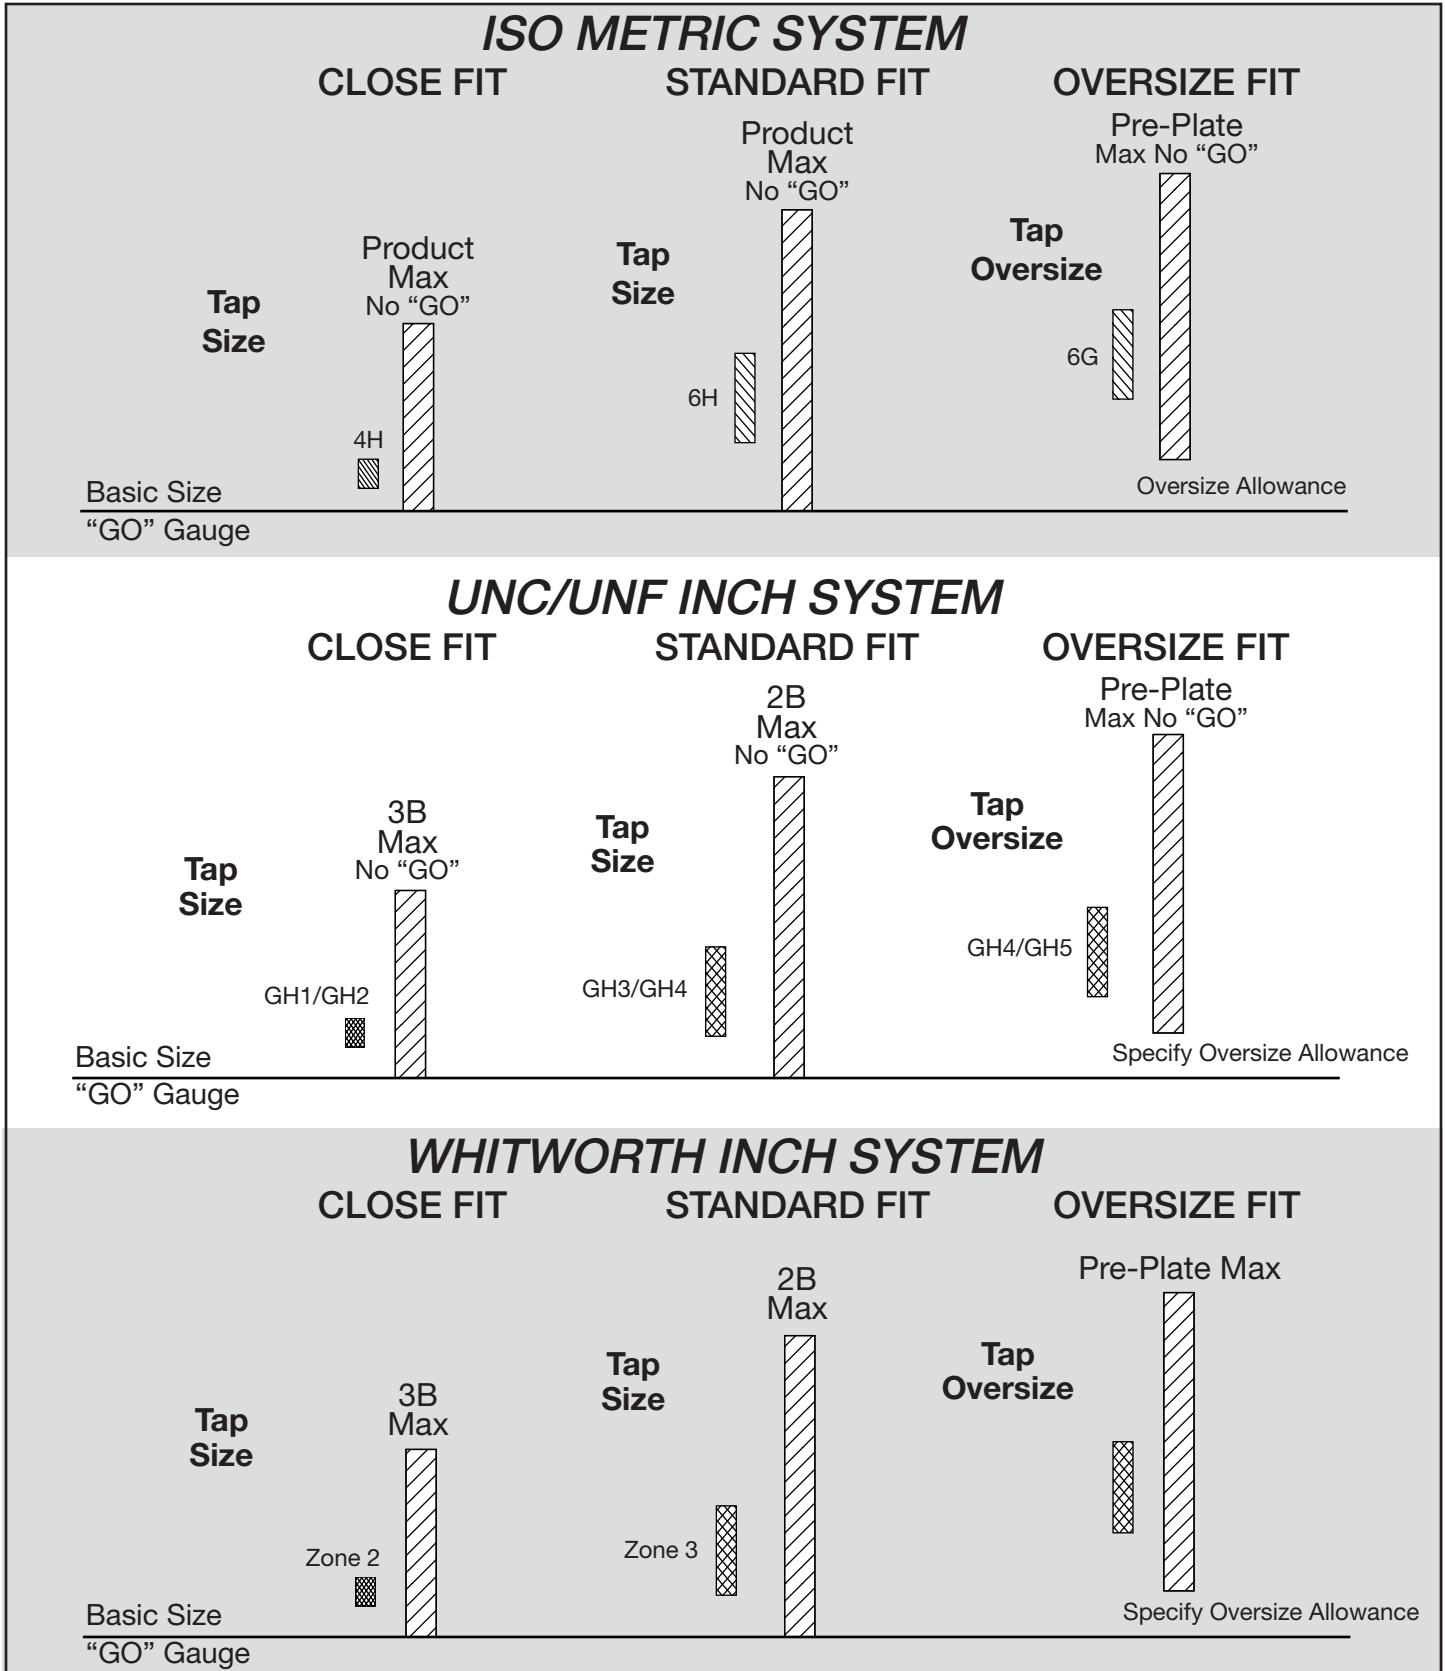 ISO METRIC SYSTEM
CLOSE FIT
STANDARD FIT
OVERSIZE FIT
Tap
Size
Product
Max
No “GO”
4H
Tap
Size
Product
Max
No “GO”
6H
Tap
Oversize
Pre-Plate
Max No “GO”
6G
Oversize Allowance
Basic Size
“GO” Gauge
UNC/UNF INCH SYSTEM
CLOSE FIT
STANDARD FIT
OVERSIZE FIT
Tap
Size
3B
Max
No “GO”
GH1/GH2
Tap
Size
2B
Max
No “GO”
GH3/GH4
Tap
Oversize
Pre-Plate
Max No “GO”
GH4/GH5
Specify Oversize Allowance
Basic Size
“GO” Gauge
WHITWORTH INCH SYSTEM
CLOSE FIT
STANDARD FIT
OVERSIZE FIT
Tap
Size
3B
Max
Zone 2
Tap
Size
2B
Max
Zone 3
Tap
Oversize
Pre-Plate Max
Specify Oversize Allowance
Basic Size
“GO” Gauge